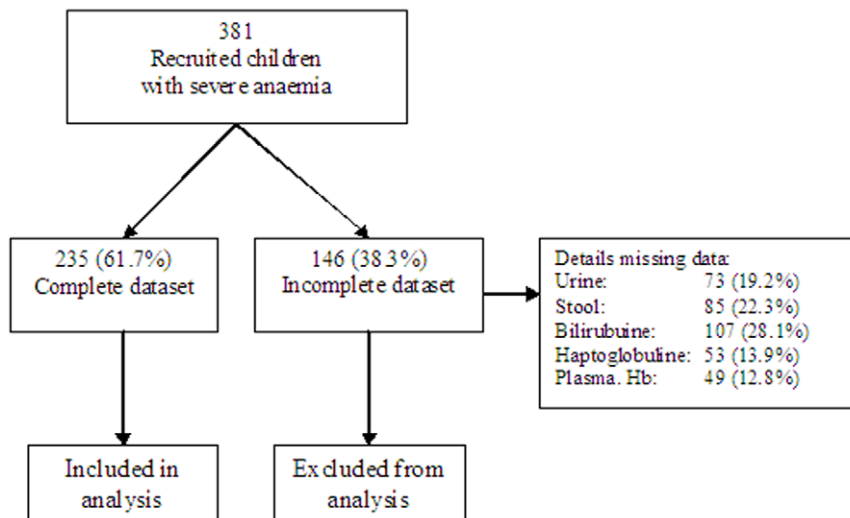 381
Recruited children
with severe anaemia
235 (61.7%)
Complete dataset
146 (38.3%)
Incomplete dataset
Details missing data:
Urine: 73 (19.2%)
Stool: 85 (22.3%)
Bilirubuine: 107 (28.1%)
Haptoglobuline: 53 (13.9%)
Plasma. Hb: 49 (12.8%)
Included in
analysis
Excluded from
analysis